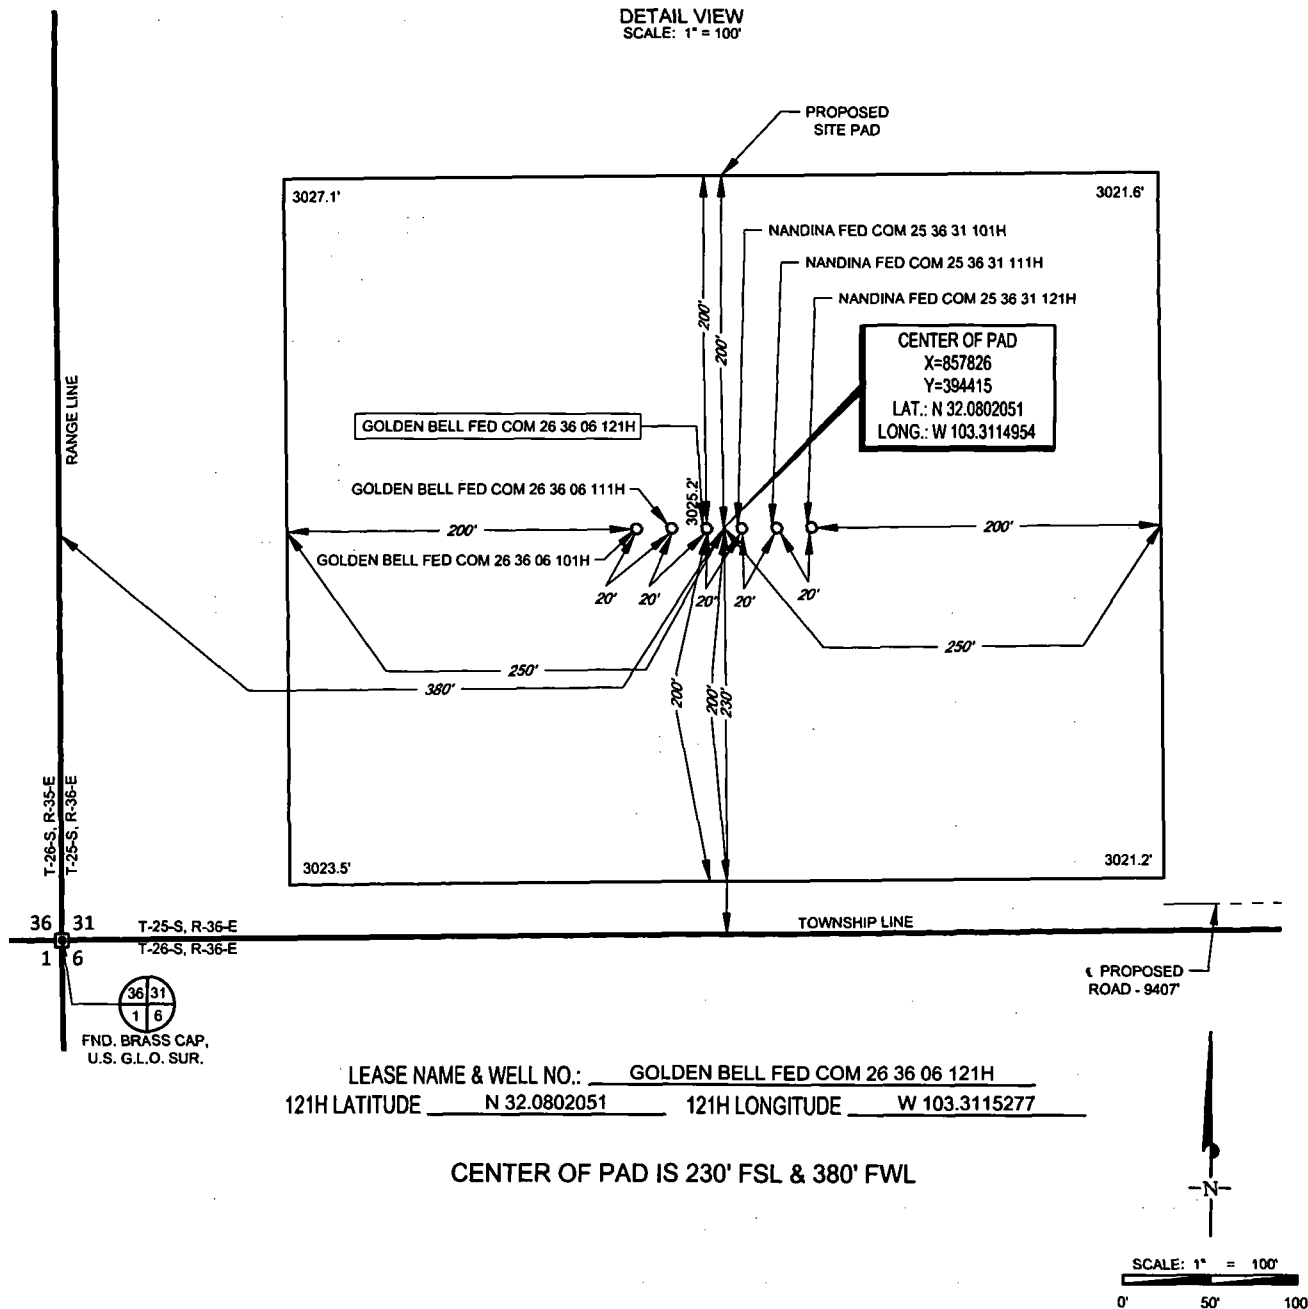 DETAIL VIEW
SCALE: 1" = 100'
PROPOSED
SITE PAD
3027.1'
3021.6'
NANDINA FED COM 25 36 31 101H
NANDINA FED COM 25 36 31 111H
NANDINA FED COM 25 36 31 121H
200'
200'
CENTER OF PAD
X=857826
Y=394415
LAT.: N 32.0802051
LONG.: W 103.3114954
RANGE LINE
GOLDEN BELL FED COM 26 36 06 121H
GOLDEN BELL FED COM 26 36 06 111H
3025.2'
200'
200'
GOLDEN BELL FED COM 26 36 06 101H
20'
20'
20'
20'
20'
250'
250'
380'
200'
200'
230'
T-26-S, R-35-E
T-25-S, R-36-E
3023.5'
3021.2'
36 31
T-25-S, R-36-E
TOWNSHIP LINE
T-26-S, R-36-E
1 6
36 31
1 6
FND. BRASS CAP,
U.S. G.L.O. SUR.
℄ PROPOSED
ROAD - 9407'
LEASE NAME & WELL NO.: GOLDEN BELL FED COM 26 36 06 121H
121H LATITUDE N 32.0802051 121H LONGITUDE W 103.3115277
CENTER OF PAD IS 230' FSL & 380' FWL
N
SCALE: 1" = 100'
0' 50' 100